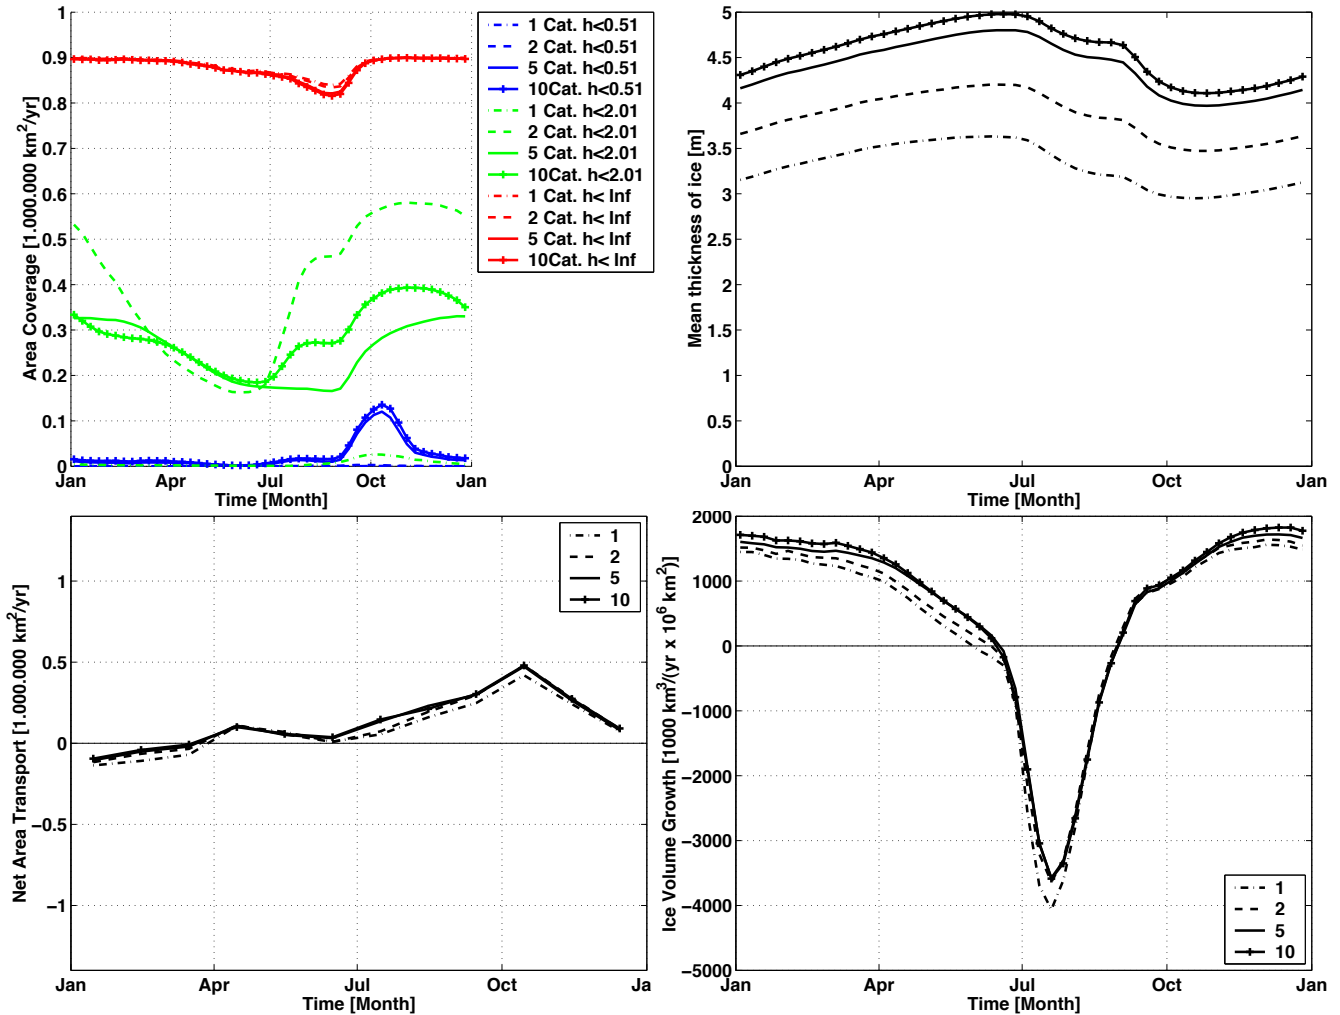 Area Coverage [1.000.000 km²/yr]
1
0.9
0.8
0.7
0.6
0.5
0.4
0.3
0.2
0.1
0
Jan
Apr
Jul
Oct
Jan
Time [Month]
1 Cat. h<0.51
2 Cat. h<0.51
5 Cat. h<0.51
10Cat. h<0.51
1 Cat. h<2.01
2 Cat. h<2.01
5 Cat. h<2.01
10Cat. h<2.01
1 Cat. h< Inf
2 Cat. h< Inf
5 Cat. h< Inf
10Cat. h< Inf
Mean thickness of ice [m]
5
4.5
4
3.5
3
2.5
2
1.5
1
0.5
0
Jan
Apr
Jul
Oct
Jan
Time [Month]
Net Area Transport [1.000.000 km²/yr]
1
0.5
0
−0.5
−1
Jan
Apr
Jul
Oct
Ja
Time [Month]
1
2
5
10
Ice Volume Growth [1000 km³/(yr x 10⁶ km²)]
2000
1000
0
−1000
−2000
−3000
−4000
−5000
Jan
Apr
Jul
Oct
Jan
Time [Month]
1
2
5
10